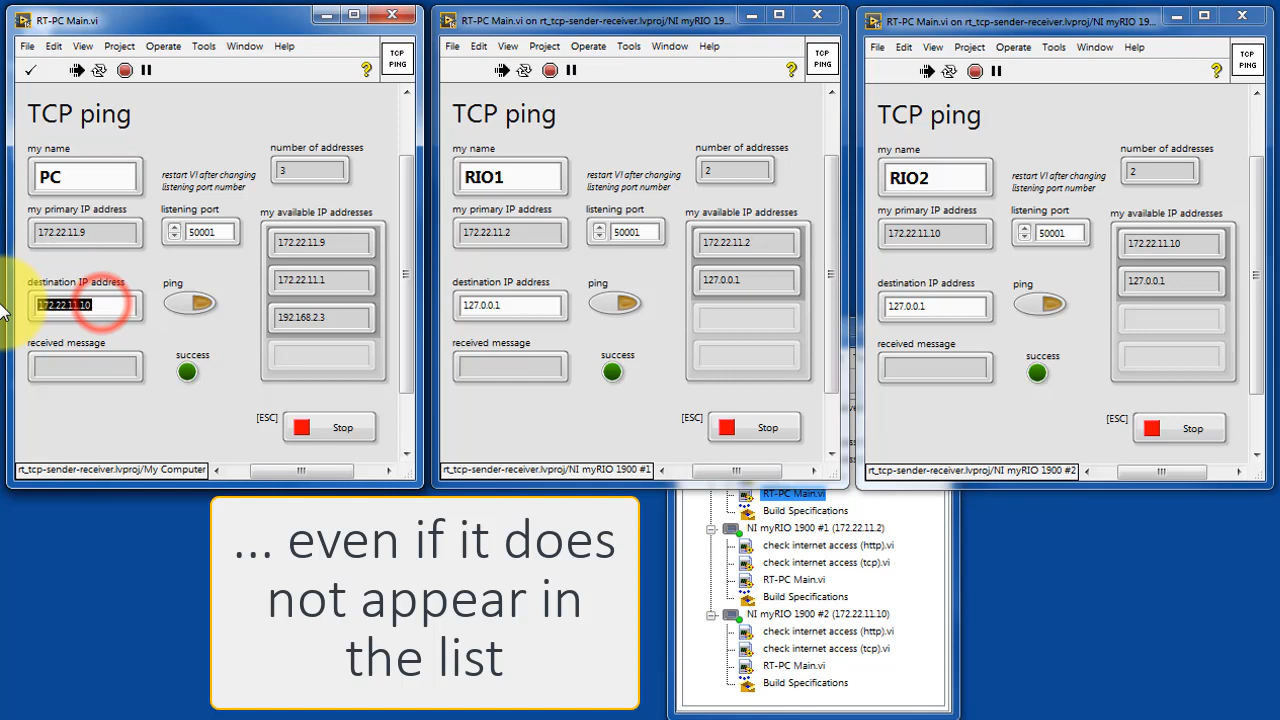 RT-PC Main.vi
File Edit View Project Operate Tools Window Help
TCP
PING
TCP ping
my name
number of addresses
PC
restart VI after changing
listening port number
3
my primary IP address
listening port
my available IP addresses
172.22.11.9
50001
172.22.11.9
172.22.11.1
destination IP address
ping
172.22.11.10
192.168.2.3
received message
success
[ESC]
Stop
rt_tcp-sender-receiver.lvproj/My Computer
RT-PC Main.vi on rt_tcp-sender-receiver.lvproj/NI myRIO 19...
File Edit View Project Operate Tools Window Help
TCP
PING
TCP ping
my name
number of addresses
RIO1
restart VI after changing
listening port number
2
my primary IP address
listening port
my available IP addresses
172.22.11.2
50001
172.22.11.2
127.0.0.1
destination IP address
ping
127.0.0.1
received message
success
[ESC]
Stop
rt_tcp-sender-receiver.lvproj/NI myRIO 1900 #1
RT-PC Main.vi on rt_tcp-sender-receiver.lvproj/NI myRIO 19...
File Edit View Project Operate Tools Window Help
TCP
PING
TCP ping
my name
number of addresses
RIO2
restart VI after changing
listening port number
2
my primary IP address
listening port
my available IP addresses
172.22.11.10
50001
172.22.11.10
127.0.0.1
destination IP address
ping
127.0.0.1
received message
success
[ESC]
Stop
rt_tcp-sender-receiver.lvproj/NI myRIO 1900 #2
... even if it does
not appear in
the list
RT-PC Main.vi
Build Specifications
NI myRIO 1900 #1 (172.22.11.2)
check internet access (http).vi
check internet access (tcp).vi
RT-PC Main.vi
Build Specifications
NI myRIO 1900 #2 (172.22.11.10)
check internet access (http).vi
check internet access (tcp).vi
RT-PC Main.vi
Build Specifications